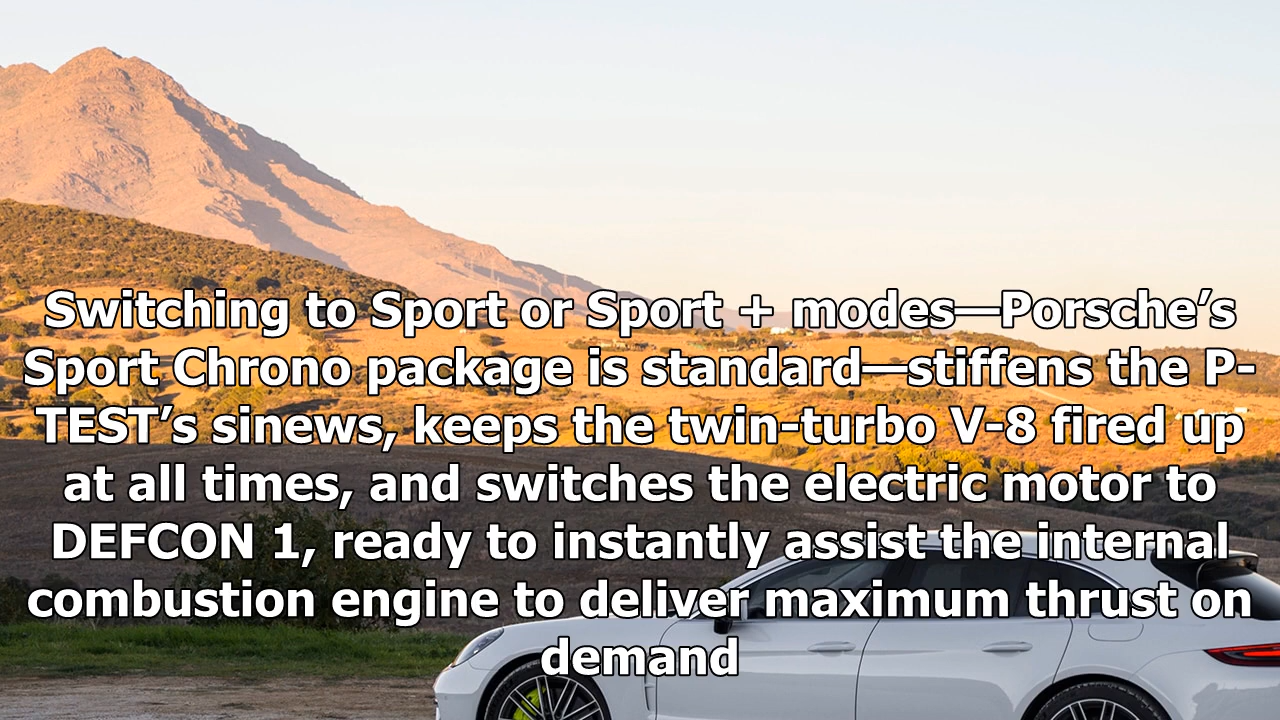 Switching to Sport or Sport + modes—Porsche’s
Sport Chrono package is standard—stiffens the P-
TEST’s sinews, keeps the twin-turbo V-8 fired up
at all times, and switches the electric motor to
DEFCON 1, ready to instantly assist the internal
combustion engine to deliver maximum thrust on
demand